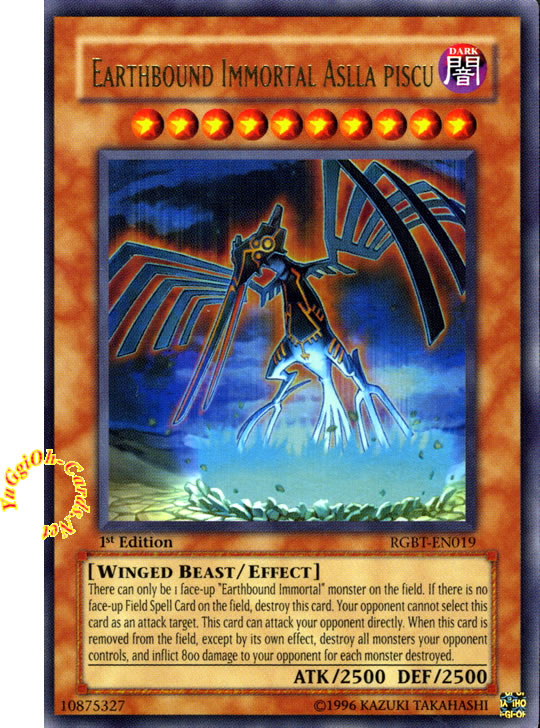 EARTHBOUND IMMORTAL ASLLA PISCU
DARK
闇
YuGgiOh-Cards.Net
1st Edition
RGBT-EN019
[WINGED BEAST/EFFECT]
There can only be 1 face-up "Earthbound Immortal" monster on the field. If there is no
face-up Field Spell Card on the field, destroy this card. Your opponent cannot select this
card as an attack target. This card can attack your opponent directly. When this card is
removed from the field, except by its own effect, destroy all monsters your opponent
controls, and inflict 800 damage to your opponent for each monster destroyed.
ATK/2500 DEF/2500
10875327
©1996 KAZUKI TAKAHASHI